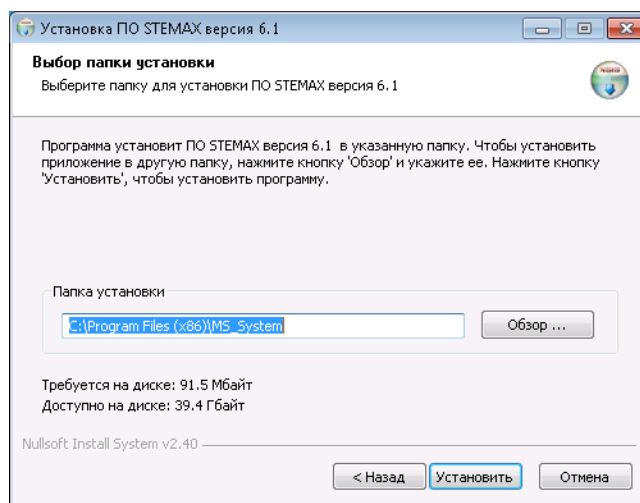 Установка ПО STEMAX версия 6.1
Выбор папки установки
Выберите папку для установки ПО STEMAX версия 6.1
Программа установит ПО STEMAX версия 6.1 в указанную папку. Чтобы установить
приложение в другую папку, нажмите кнопку 'Обзор' и укажите ее. Нажмите кнопку
'Установить', чтобы установить программу.
Папка установки
C:\Program Files (x86)\MS_System
Обзор ...
Требуется на диске: 91.5 Мбайт
Доступно на диске: 39.4 Гбайт
Nullsoft Install System v2.40
< Назад
Установить
Отмена